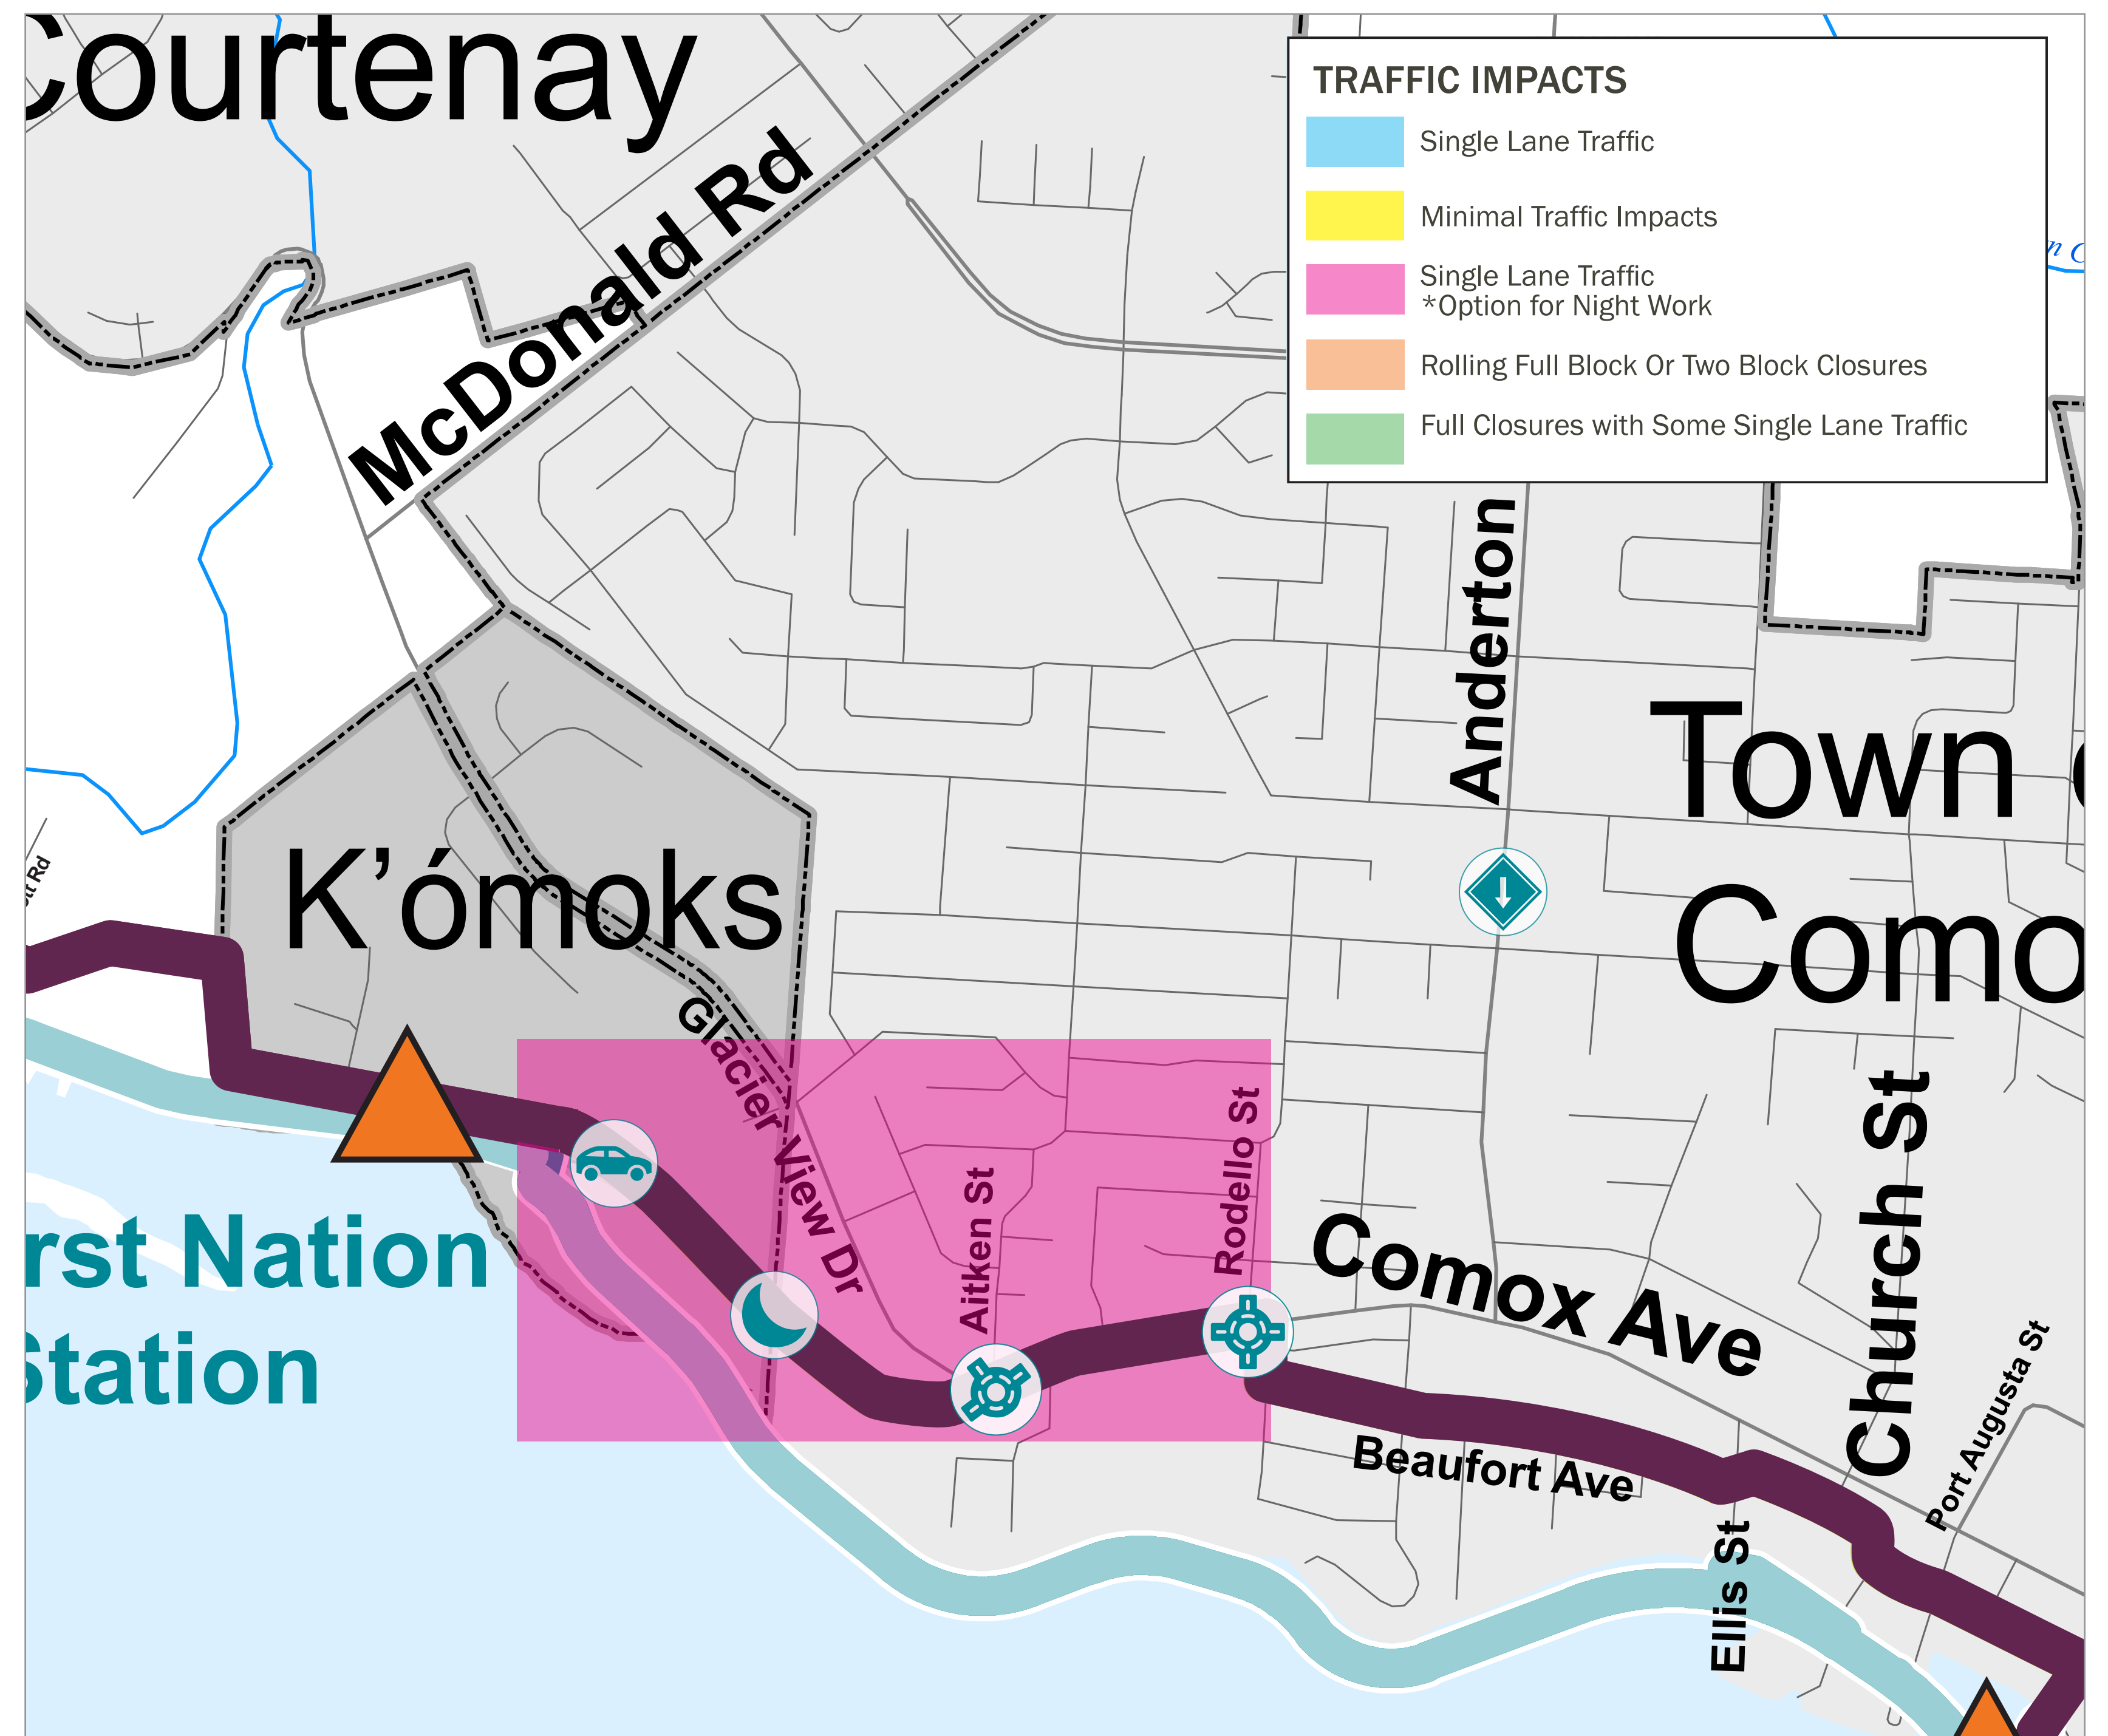 Courtenay
TRAFFIC IMPACTS
Single Lane Traffic
Minimal Traffic Impacts
Single Lane Traffic
*Option for Night Work
Rolling Full Block Or Two Block Closures
Full Closures with Some Single Lane Traffic
McDonald Rd
Anderton
Town
Como
K'ómoks
Rd
Glacier View Dr
Aitken St
Rodello St
Comox Ave
Church St
Port Augusta St
Beaufort Ave
Ellis St
rst Nation
Station